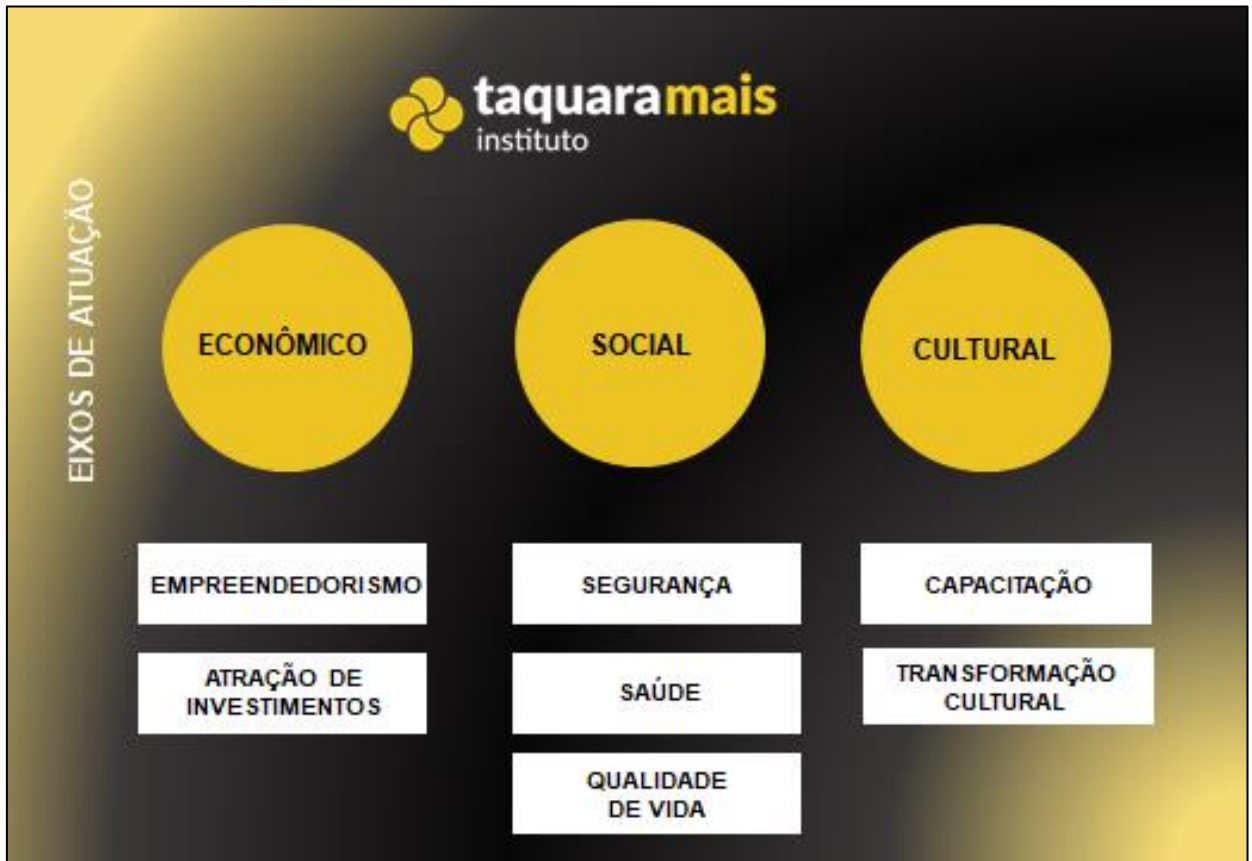 taquaramais
instituto
EIXOS DE ATUAÇÃO
ECONÔMICO
SOCIAL
CULTURAL
EMPREENDEDORISMO
ATRAÇÃO DE
INVESTIMENTOS
SEGURANÇA
SAÚDE
QUALIDADE
DE VIDA
CAPACITAÇÃO
TRANSFORMAÇÃO
CULTURAL